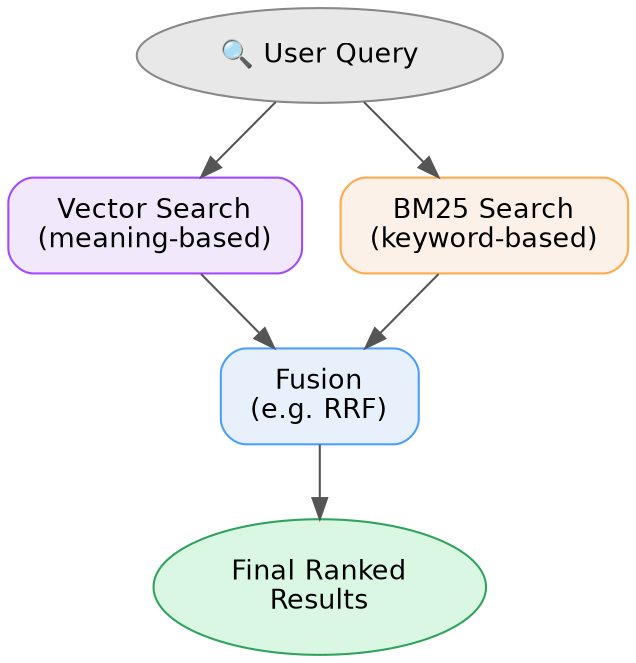 🔍 User Query
Vector Search
(meaning-based)
BM25 Search
(keyword-based)
Fusion
(e.g. RRF)
Final Ranked
Results